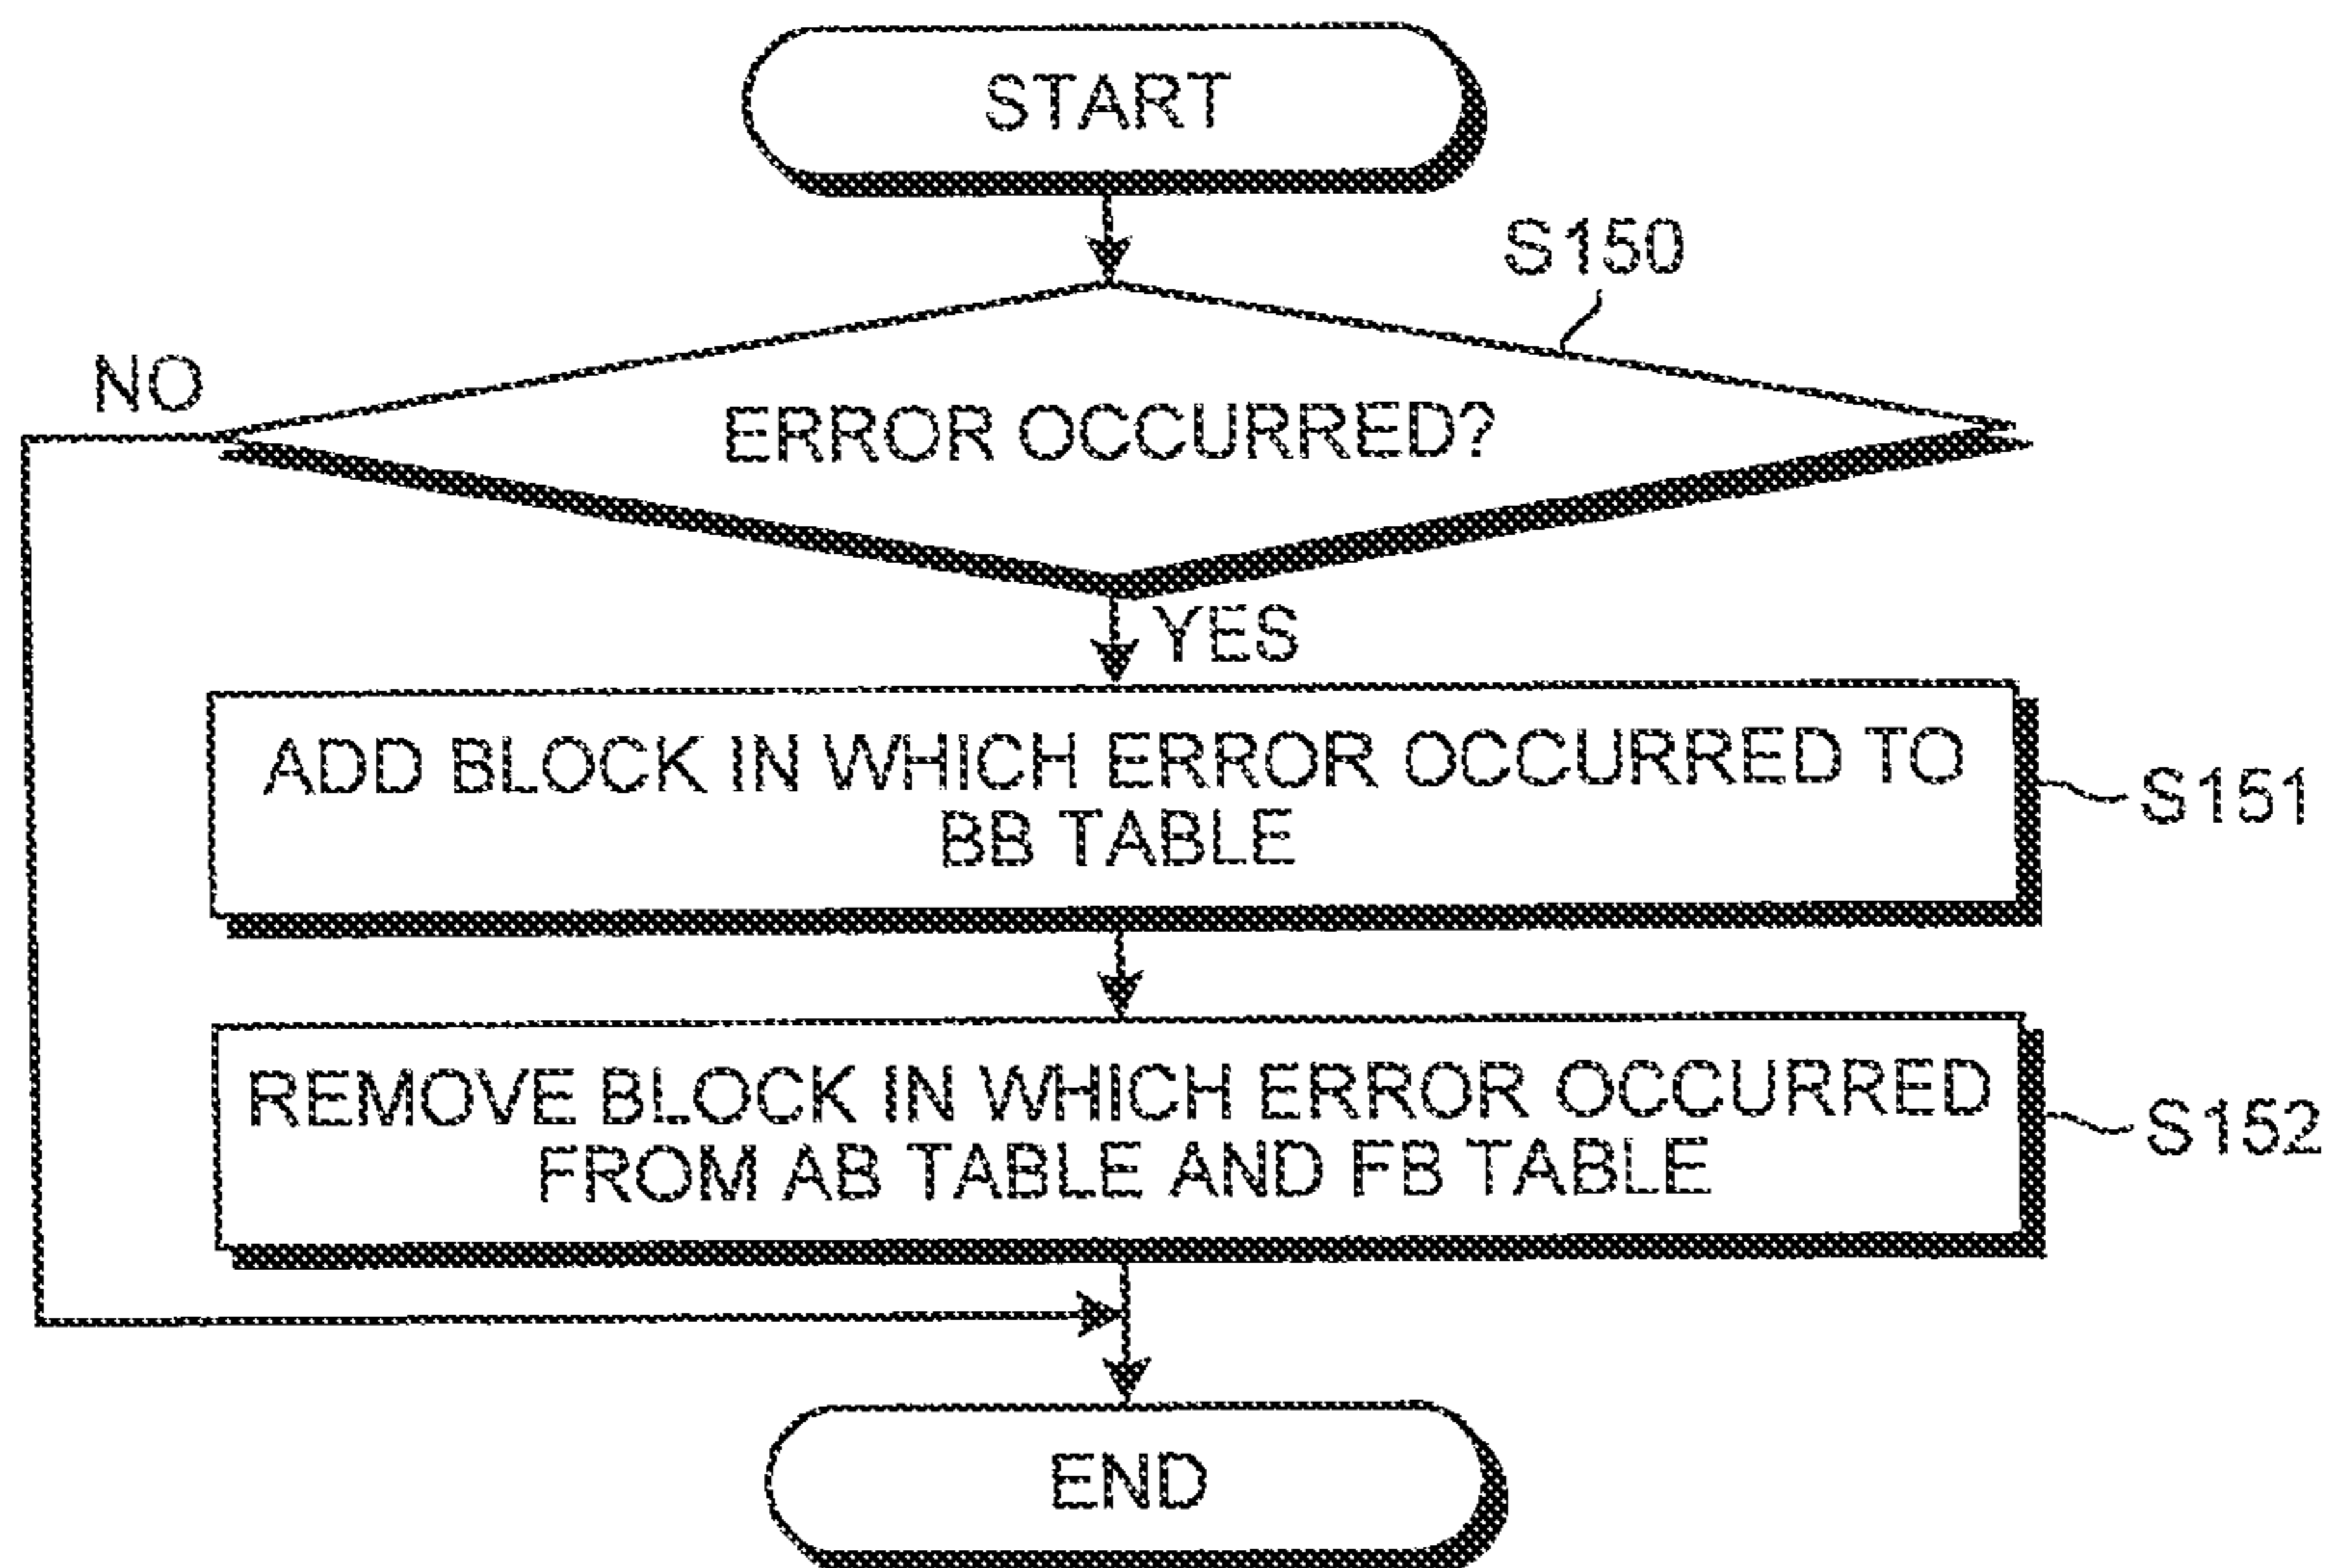 START
S150
NO
ERROR OCCURRED?
YES
ADD BLOCK IN WHICH ERROR OCCURRED TO
BB TABLE
S151
REMOVE BLOCK IN WHICH ERROR OCCURRED
FROM AB TABLE AND FB TABLE
S152
END